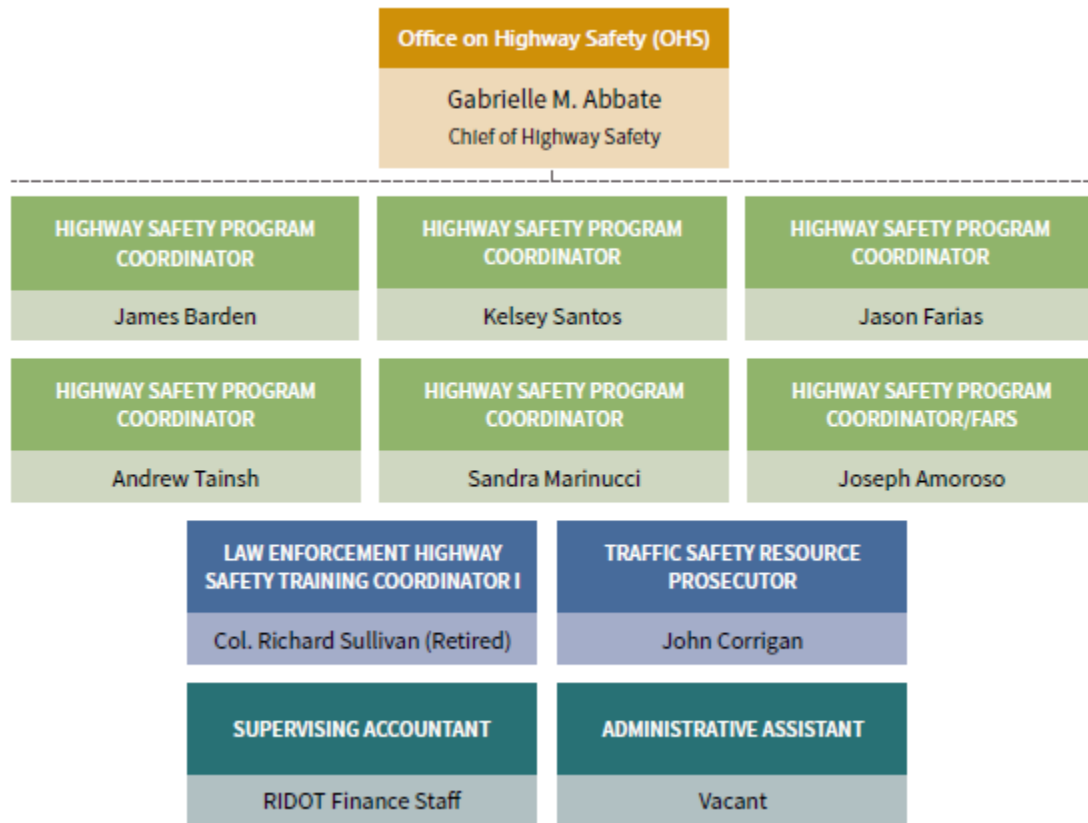 Office on Highway Safety (OHS)
Gabrielle M. Abbate
Chief of Highway Safety
HIGHWAY SAFETY PROGRAM
COORDINATOR
James Barden
HIGHWAY SAFETY PROGRAM
COORDINATOR
Kelsey Santos
HIGHWAY SAFETY PROGRAM
COORDINATOR
Jason Farias
HIGHWAY SAFETY PROGRAM
COORDINATOR
Andrew Tainsh
HIGHWAY SAFETY PROGRAM
COORDINATOR
Sandra Marinucci
HIGHWAY SAFETY PROGRAM
COORDINATOR/FARS
Joseph Amoroso
LAW ENFORCEMENT HIGHWAY
SAFETY TRAINING COORDINATOR I
Col. Richard Sullivan (Retired)
TRAFFIC SAFETY RESOURCE
PROSECUTOR
John Corrigan
SUPERVISING ACCOUNTANT
RIDOT Finance Staff
ADMINISTRATIVE ASSISTANT
Vacant